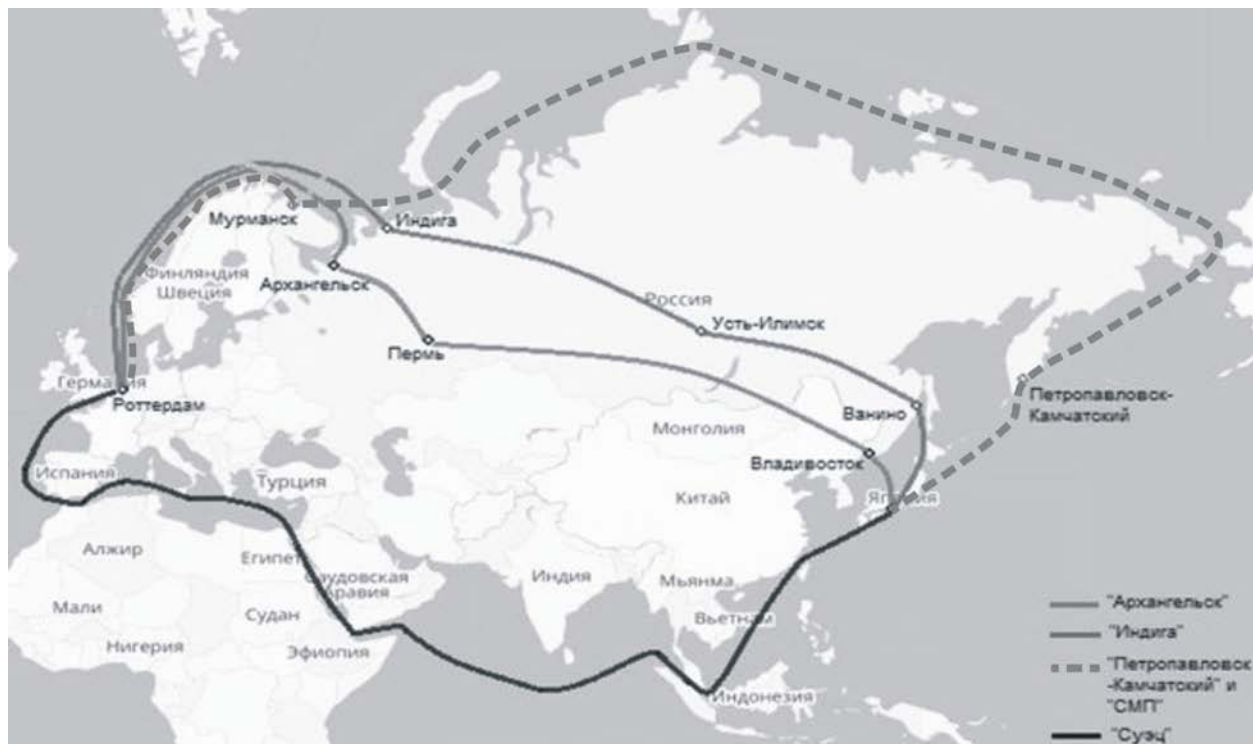 Мурманск
Индига
Архангельск
Финляндия
Швеция
Россия
Усть-Илимск
Пермь
Германия
Роттердам
Петропавловск-
Камчатский
Ванино
Монголия
Владивосток
Испания
Турция
Китай
Япония
Алжир
Египет
Саудовская
Аравия
Индия
Мьянма
Мали
Судан
Вьетнам
Нигерия
Эфиопия
Индонезия
"Архангельск"
"Индига"
"Петропавловск
-Камчатский" и
"СМП"
"Суэц"